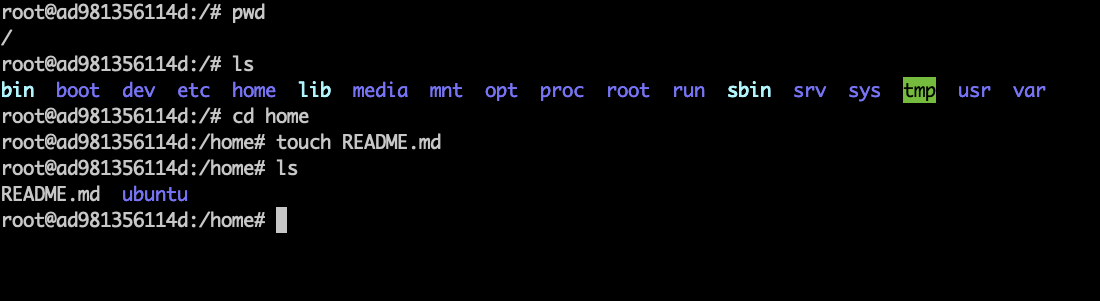 root@ad981356114d:/# pwd
/
root@ad981356114d:/# ls
bin boot dev etc home lib media mnt opt proc root run sbin srv sys tmp usr var
root@ad981356114d:/# cd home
root@ad981356114d:/home# touch README.md
root@ad981356114d:/home# ls
README.md ubuntu
root@ad981356114d:/home#